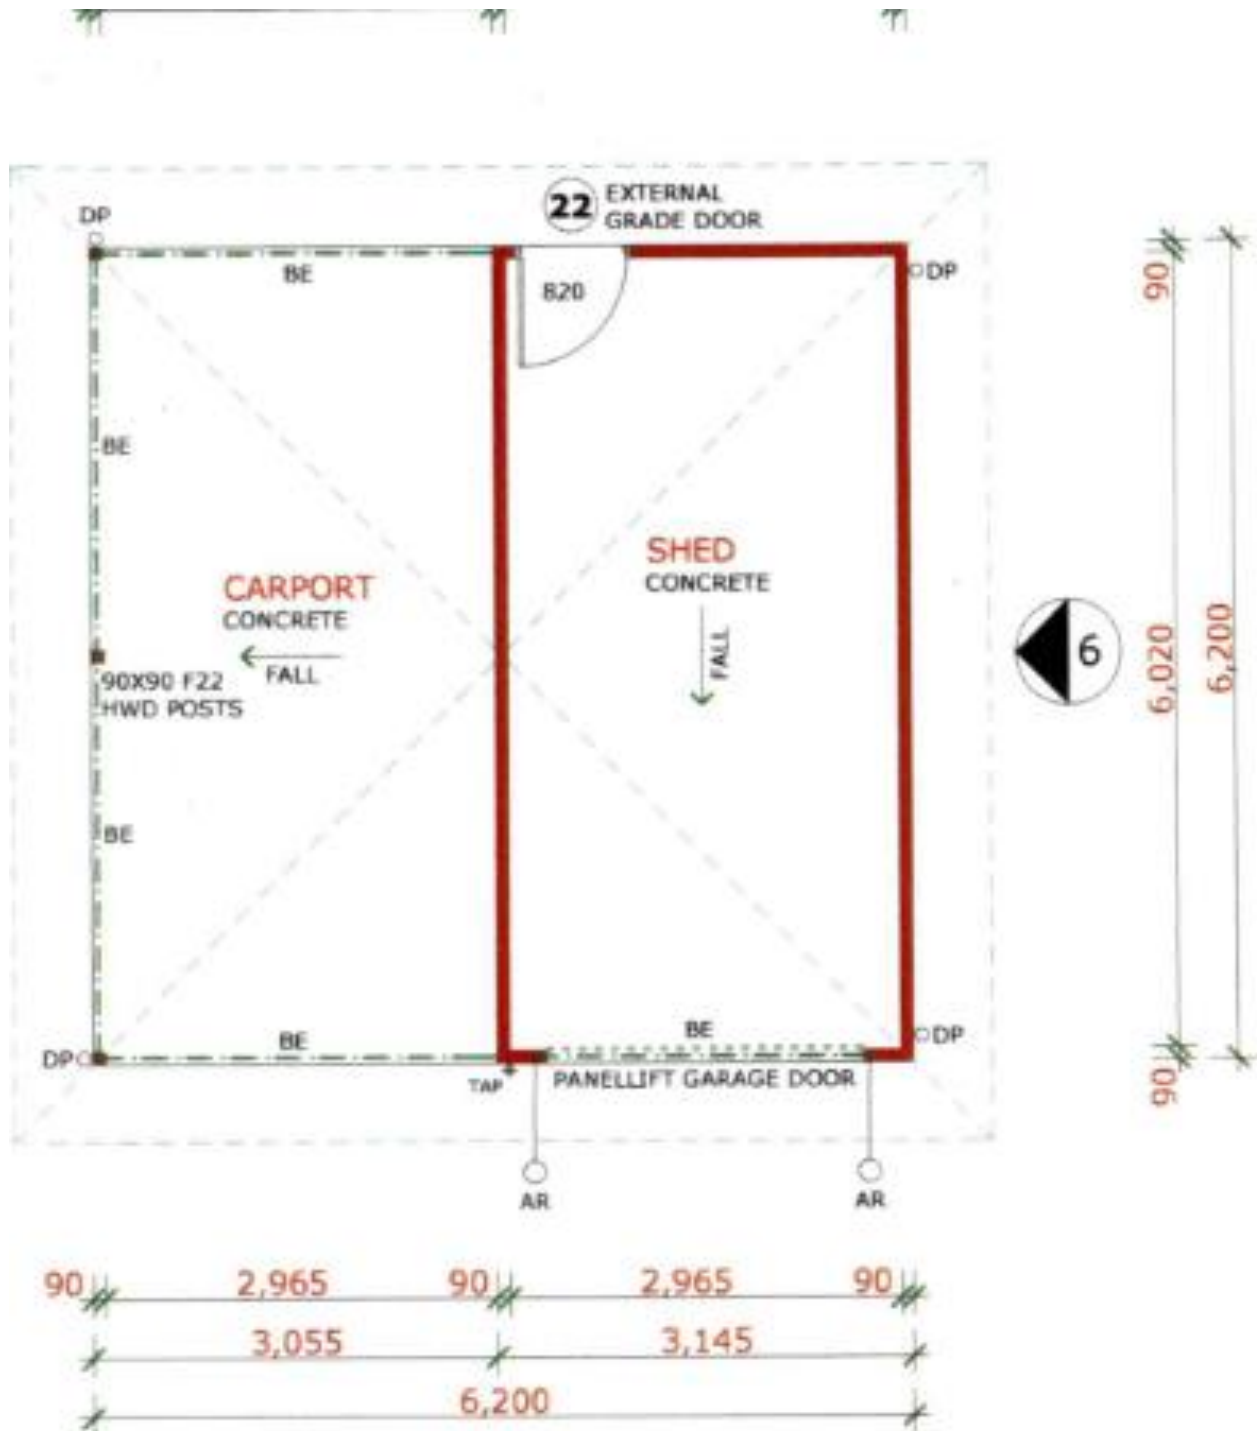 22 EXTERNAL
GRADE DOOR
DP
BE
820
DP
90
BE
SHED
CONCRETE
FALL
CARPORT
CONCRETE
FALL
90X90 F22
HWD POSTS
6
6,020
6,200
BE
BE
BE
DP
DP
TAP
PANELLIFT GARAGE DOOR
90
AR
AR
90
2,965
90
2,965
90
3,055
3,145
6,200